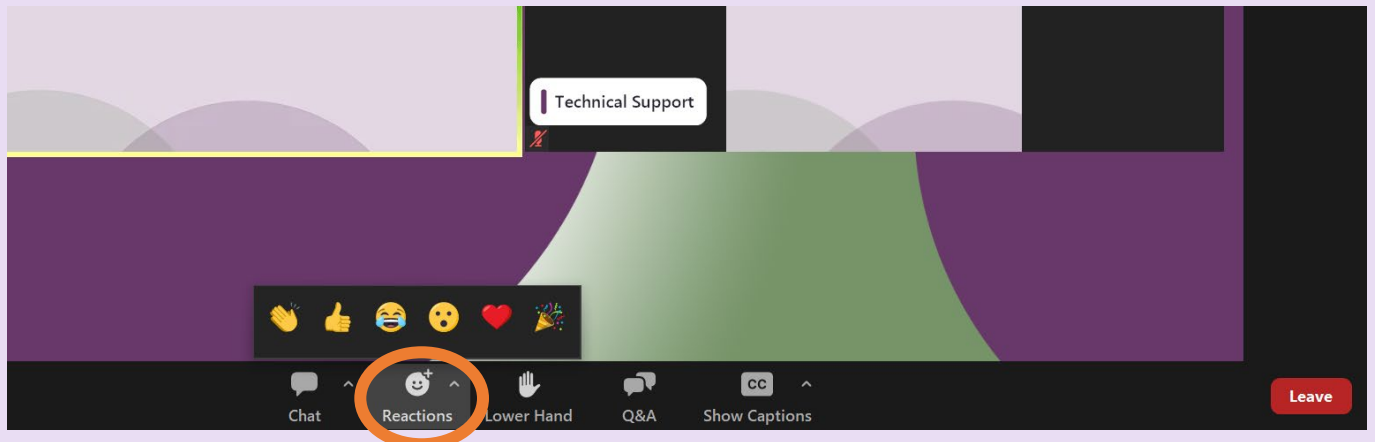 Technical Support
CC
Chat
Reactions
Lower Hand
Q&A
Show Captions
Leave